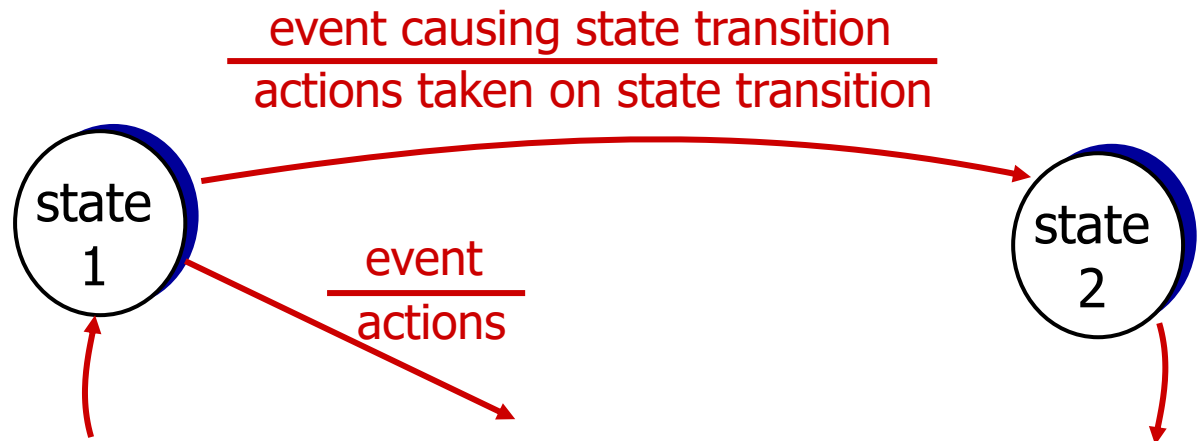 event causing state transition
actions taken on state transition
state
1
event
actions
state
2